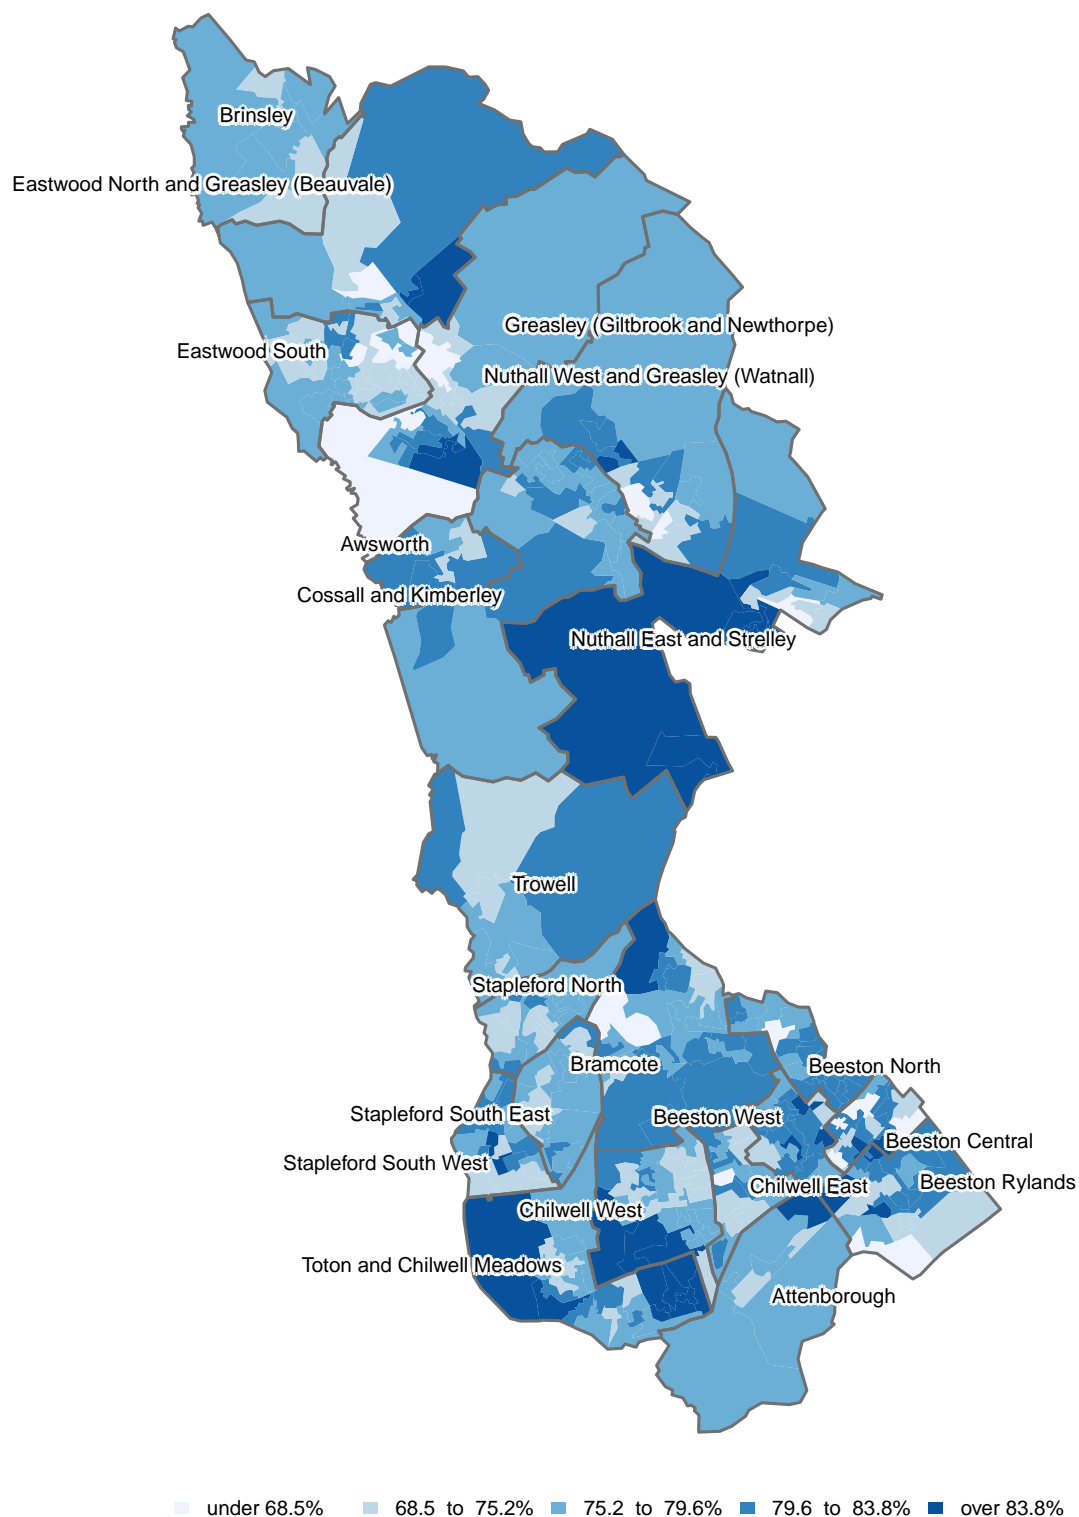 Brinsley
Eastwood North and Greasley (Beauvale)
Greasley (Giltbrook and Newthorpe)
Eastwood South
Nuthall West and Greasley (Watnall)
Awsworth
Cossall and Kimberley
Nuthall East and Strelley
Trowell
Stapleford North
Bramcote
Beeston North
Stapleford South East
Beeston West
Beeston Central
Stapleford South West
Chilwell East
Beeston Rylands
Chilwell West
Toton and Chilwell Meadows
Attenborough
under 68.5% 68.5 to 75.2% 75.2 to 79.6% 79.6 to 83.8% over 83.8%